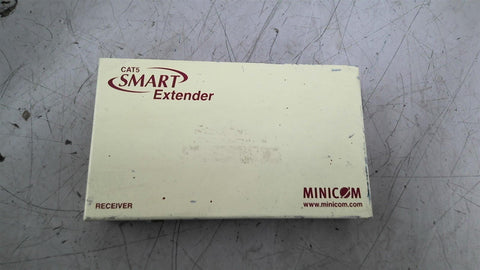 CAT5
SMART
Extender
RECEIVER
MINICOM
www.minicom.com